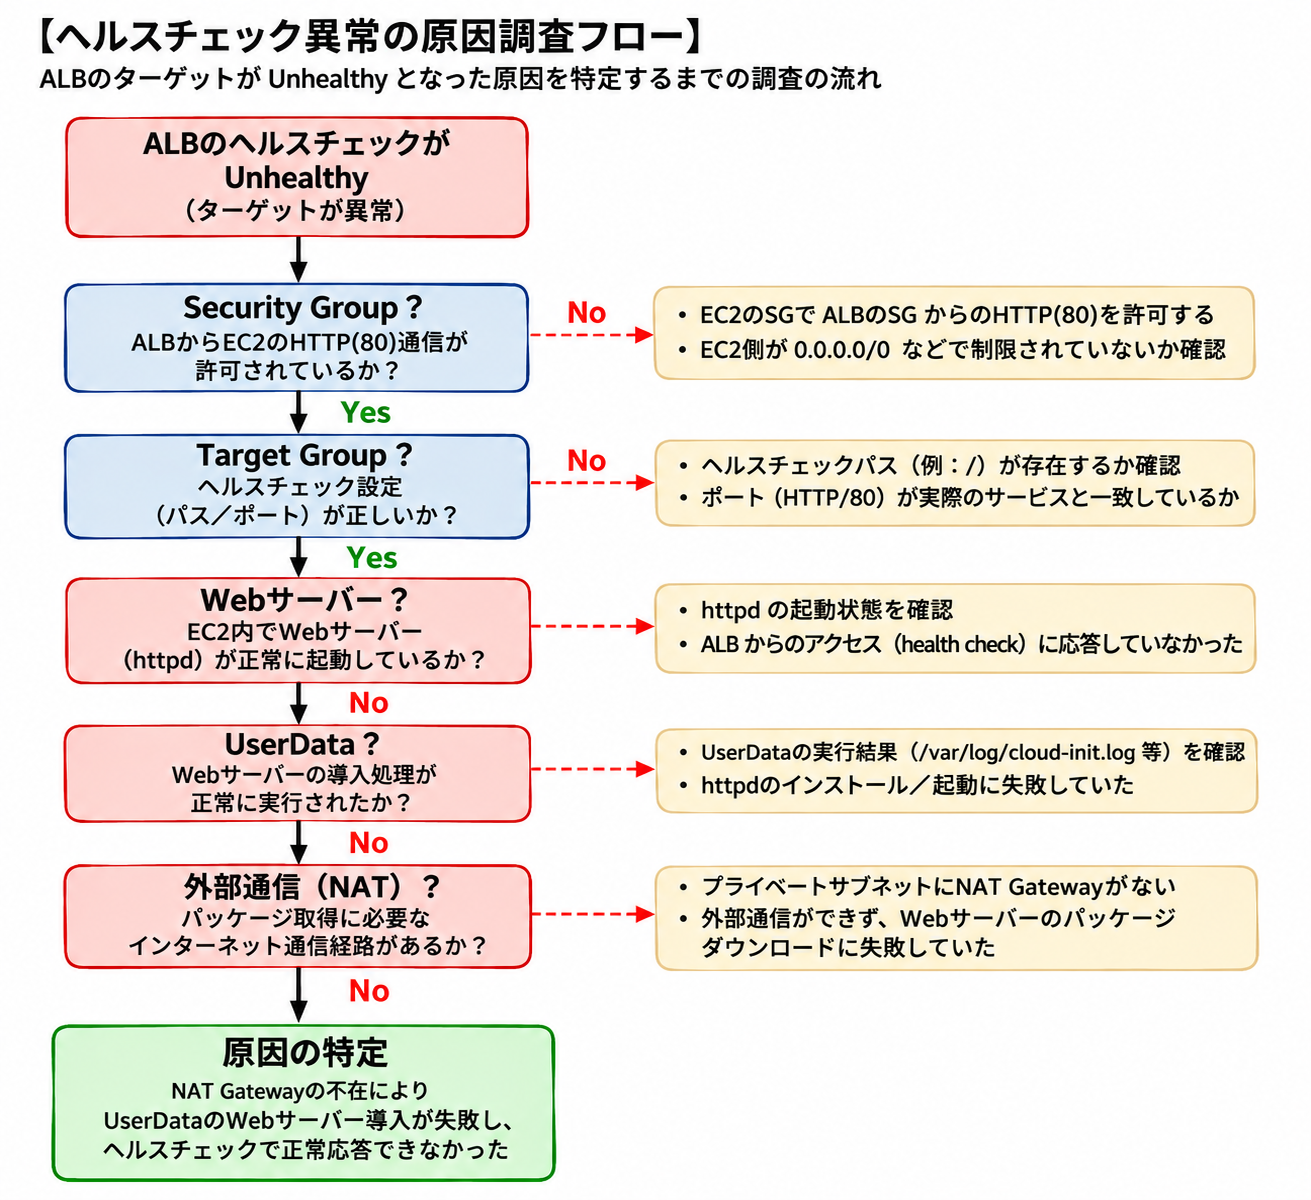 【ヘルスチェック異常の原因調査フロー】
ALBのターゲットが Unhealthy となった原因を特定するまでの調査の流れ
ALBのヘルスチェックが
Unhealthy
（ターゲットが異常）
Security Group？
ALBからEC2のHTTP(80)通信が
許可されているか？
No
• EC2のSGで ALBのSG からのHTTP(80)を許可する
• EC2側が 0.0.0.0/0 などで制限されていないか確認
Yes
Target Group？
ヘルスチェック設定
（パス／ポート）が正しいか？
No
• ヘルスチェックパス（例：/）が存在するか確認
• ポート（HTTP/80）が実際のサービスと一致しているか
Yes
Webサーバー？
EC2内でWebサーバー
（httpd）が正常に起動しているか？
• httpd の起動状態を確認
• ALB からのアクセス（health check）に応答していなかった
No
UserData？
Webサーバーの導入処理が
正常に実行されたか？
• UserDataの実行結果（/var/log/cloud-init.log 等）を確認
• httpdのインストール／起動に失敗していた
No
外部通信（NAT）？
パッケージ取得に必要な
インターネット通信経路があるか？
• プライベートサブネットにNAT Gatewayがない
• 外部通信ができず、Webサーバーのパッケージ
ダウンロードに失敗していた
No
原因の特定
NAT Gatewayの不在により
UserDataのWebサーバー導入が失敗し、
ヘルスチェックで正常応答できなかった